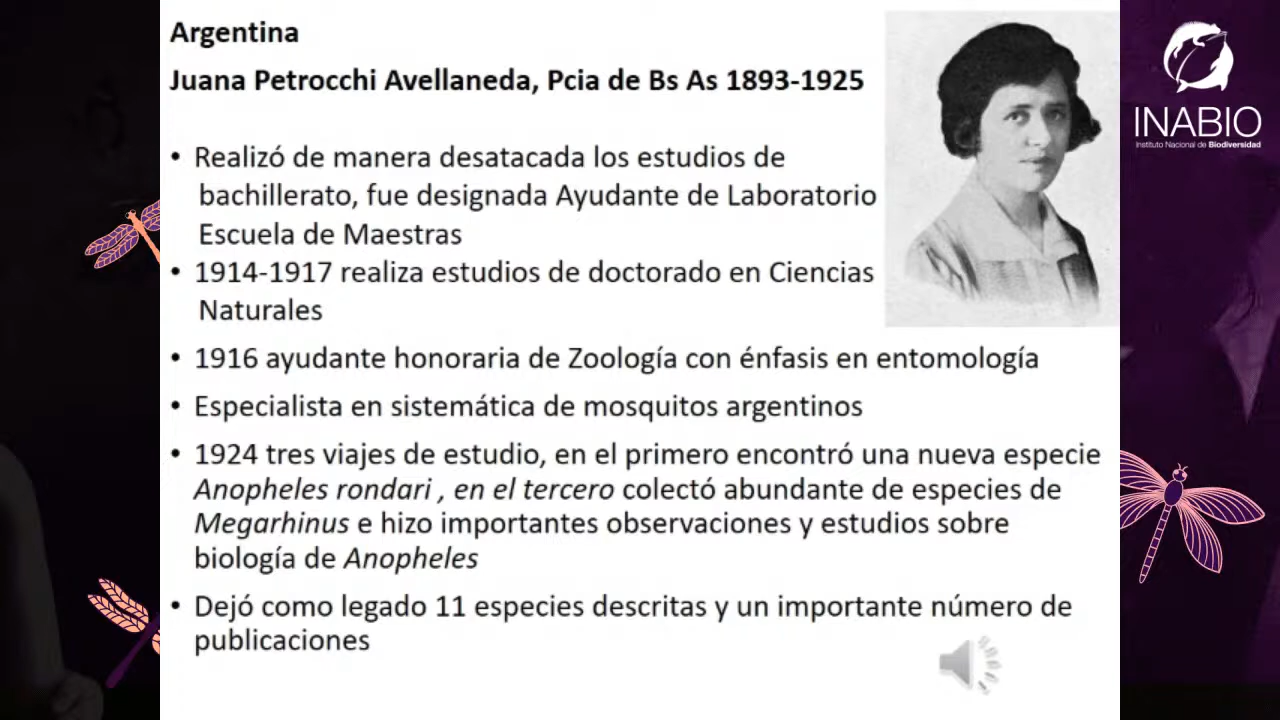 Argentina
Juana Petrocchi Avellaneda, Pcia de Bs As 1893-1925
• Realizó de manera desatacada los estudios de
bachillerato, fue designada Ayudante de Laboratorio
Escuela de Maestras
• 1914-1917 realiza estudios de doctorado en Ciencias
Naturales
• 1916 ayudante honoraria de Zoología con énfasis en entomología
• Especialista en sistemática de mosquitos argentinos
• 1924 tres viajes de estudio, en el primero encontró una nueva especie
Anopheles rondari , en el tercero colectó abundante de especies de
Megarhinus e hizo importantes observaciones y estudios sobre
biología de Anopheles
• Dejó como legado 11 especies descritas y un importante número de
publicaciones
INABIO
Instituto Nacional de Biodiversidad